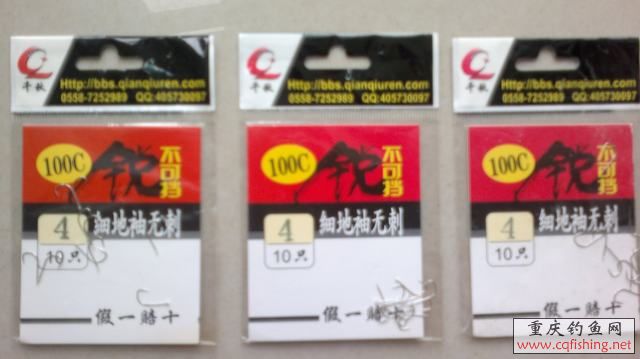 千秋
Http://bbs.qianqiuren.com
0558-7252989 QQ:405730097
100C
锐不可挡
4
细地袖无刺
10只
假一赔十
千秋
Http://bbs.qianqiuren.com
0558-7252989 QQ:405730097
100C
锐不可挡
4
细地袖无刺
10只
假一赔十
千秋
Http://bbs.qianqiuren.com
0558-7252989 QQ:405730097
100C
锐不可挡
4
细地袖无刺
10只
假一赔十
重庆钓鱼网
www.cqfishing.net